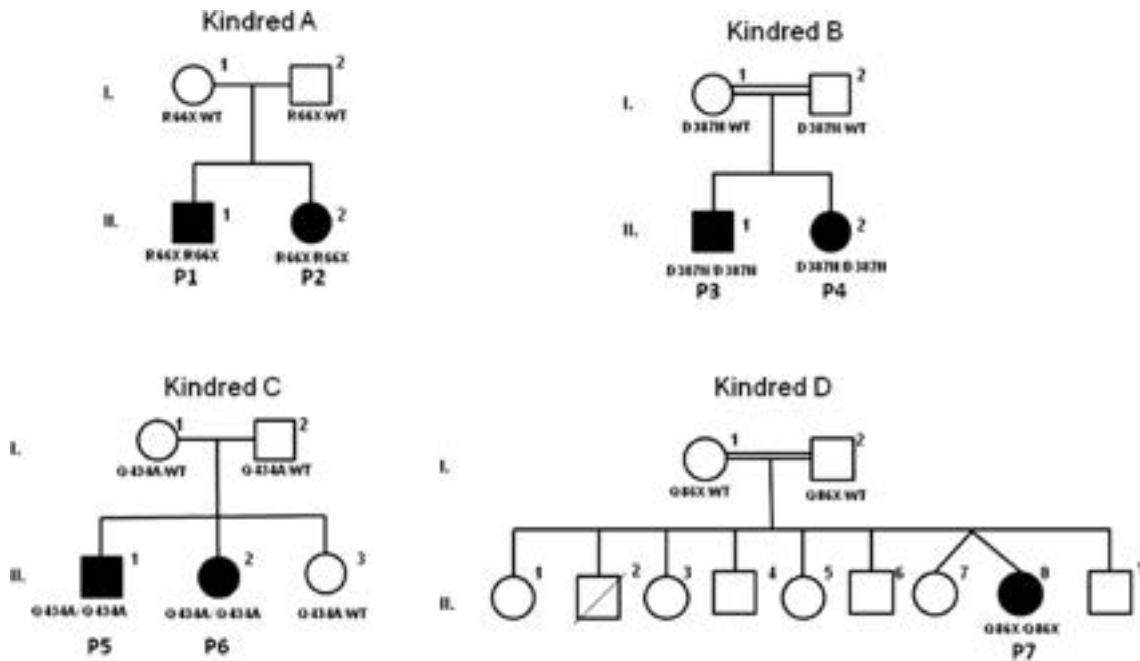 Kindred A
1
2
I.
R66X WT
R66X WT
II.
1
2
R66X R66X
R66X R66X
P1
P2
Kindred B
1
2
I.
D387N WT
D387N WT
II.
1
2
D387N D387N
D387N D387N
P3
P4
Kindred C
1
2
I.
G434A WT
G434A WT
II.
1
2
3
G434A/G434A
G434A/G434A
G434A WT
P5
P6
Kindred D
1
2
I.
Q86X WT
Q86X WT
II.
1
2
3
4
5
6
7
8
Q86X Q86X
P7